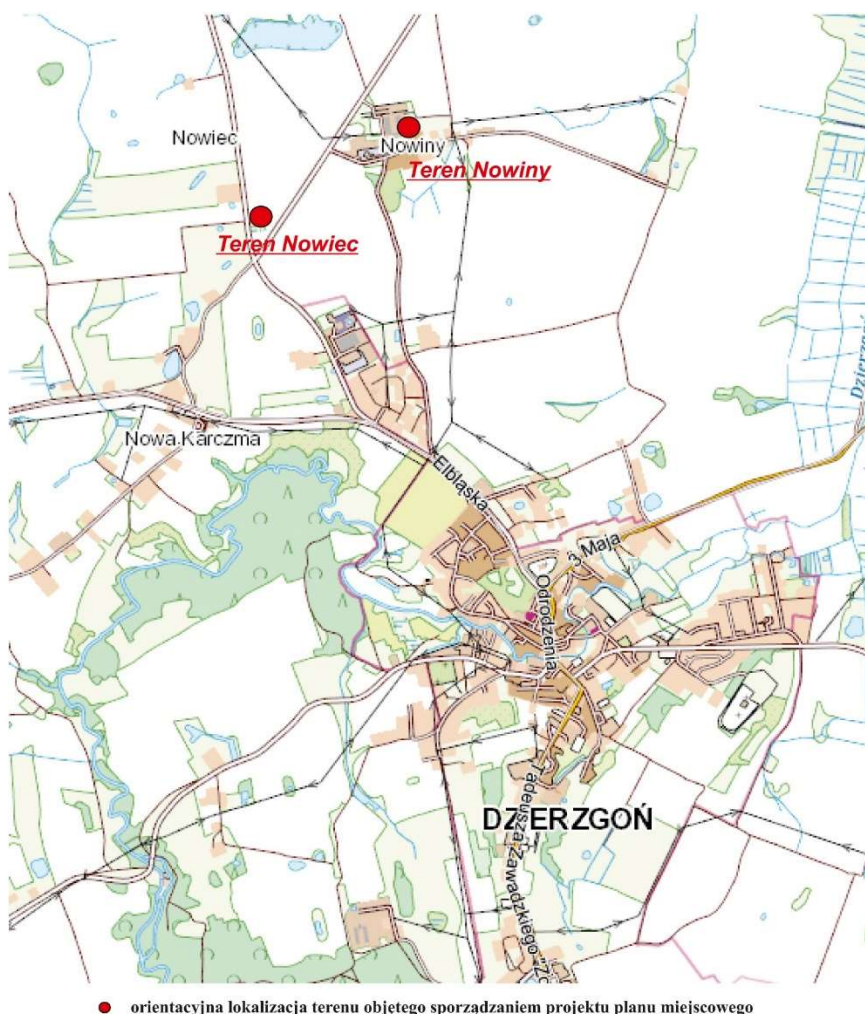 Nowiec
Nowiny
Teren Nowiny
Teren Nowiec
Nowa Karczma
Elbląska
3 Maja
Odrodzenia
DZIERZGOŃ
Tadeusza Zawadzkiego
orientacyjna lokalizacja terenu objętego sporządzaniem projektu planu miejscowego